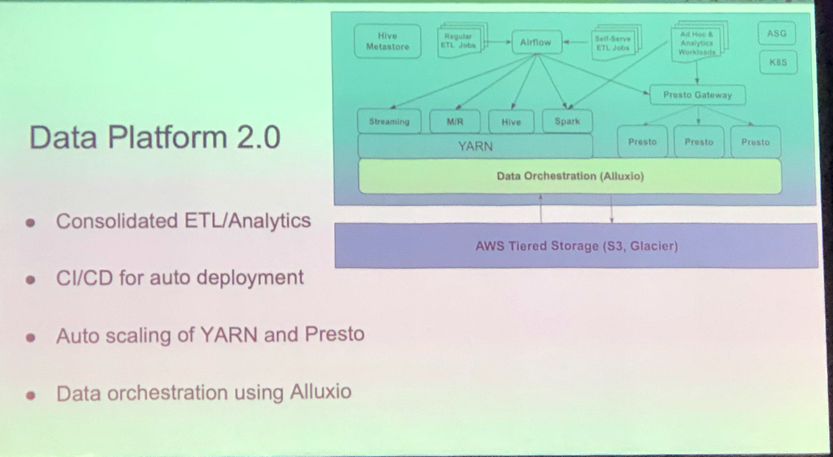 Data Platform 2.0
● Consolidated ETL/Analytics
● CI/CD for auto deployment
● Auto scaling of YARN and Presto
● Data orchestration using Alluxio
Hive
Metastore
Regular
ETL Jobs
Airflow
Self-Serve
ETL Jobs
Ad Hoc &
Analytics
Workloads
ASG
K8S
Presto Gateway
Streaming
M/R
Hive
Spark
YARN
Presto
Presto
Presto
Data Orchestration (Alluxio)
AWS Tiered Storage (S3, Glacier)